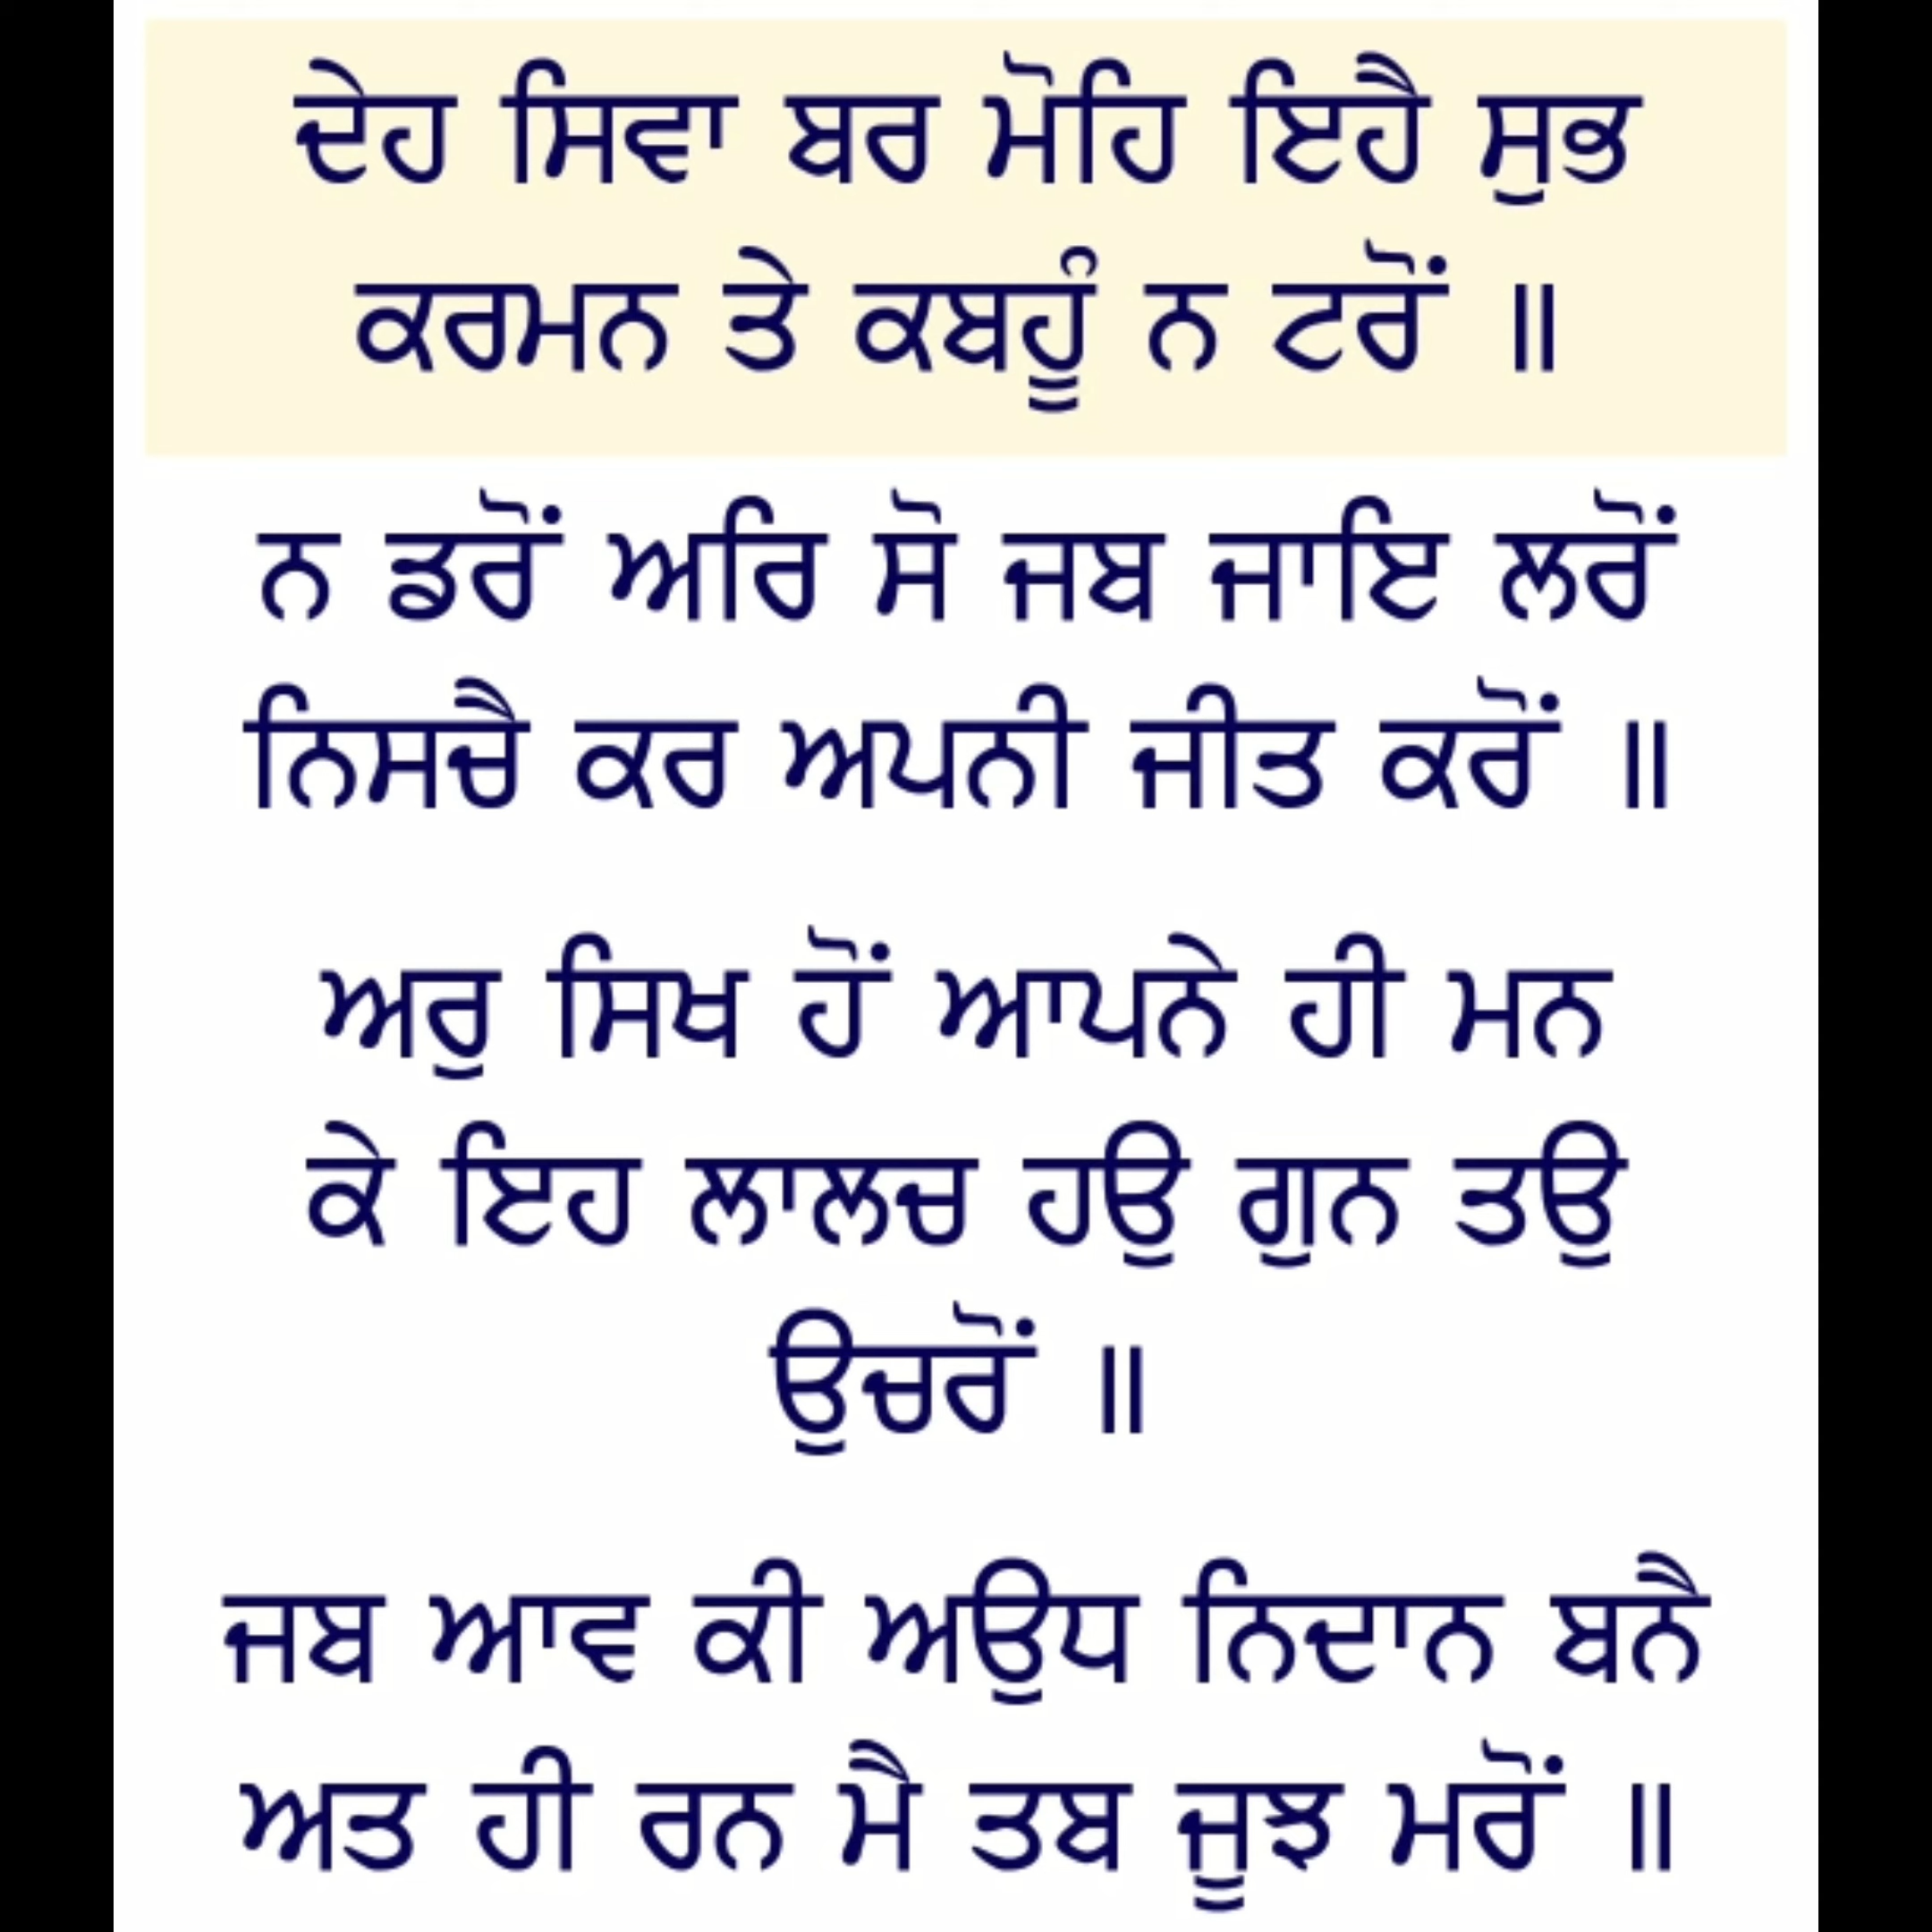 ਦੇਹ ਸਿਵਾ ਬਰ ਮੋਹਿ ਇਹੈ ਸੁਭ
ਕਰਮਨ ਤੇ ਕਬਹੂੰ ਨ ਟਰੋਂ ॥
ਨ ਡਰੋਂ ਅਰਿ ਸੋ ਜਬ ਜਾਇ ਲਰੋਂ
ਨਿਸਚੈ ਕਰ ਅਪਨੀ ਜੀਤ ਕਰੋਂ ॥
ਅਰੁ ਸਿਖ ਹੋਂ ਆਪਨੇ ਹੀ ਮਨ
ਕੇ ਇਹ ਲਾਲਚ ਹਉ ਗੁਨ ਤਉ
ਉਚਰੋਂ ॥
ਜਬ ਆਵ ਕੀ ਅਉਧ ਨਿਦਾਨ ਬਨੈ
ਅਤ ਹੀ ਰਨ ਮੈ ਤਬ ਜੂਝ ਮਰੋਂ ॥